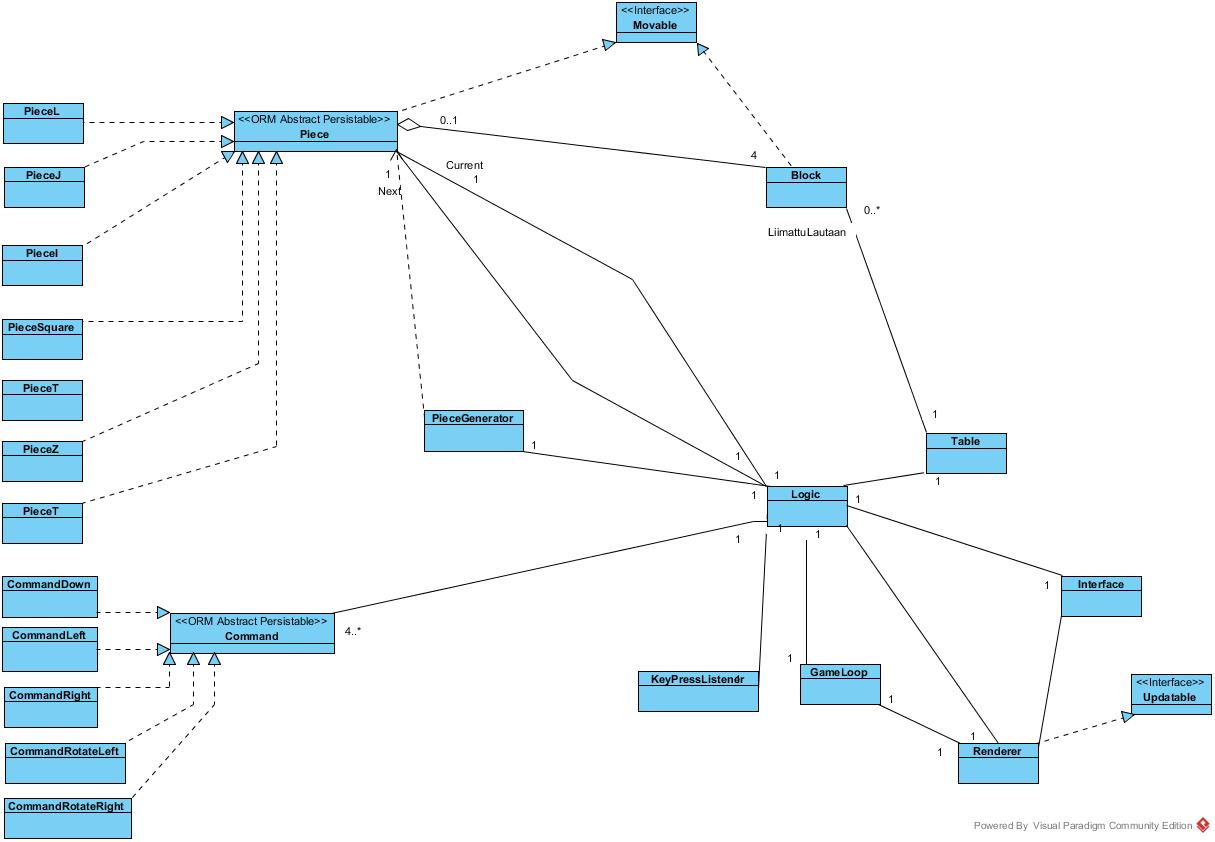 <<Interface>>
Movable
PieceL
<<ORM Abstract Persistable>>
Piece
0..1
4
Current
1
1
Next
PieceJ
Block
0..*
LiimattuLautaan
PieceI
PieceSquare
PieceT
PieceGenerator
1
1
Table
PieceZ
1
1
1
Logic
1
1
PieceT
1
1
1
CommandDown
<<ORM Abstract Persistable>>
Command
4..*
CommandLeft
1
Interface
CommandRight
KeyPressListener
1
GameLoop
1
<<Interface>>
Updatable
CommandRotateLeft
1
1
Renderer
CommandRotateRight
Powered By Visual Paradigm Community Edition